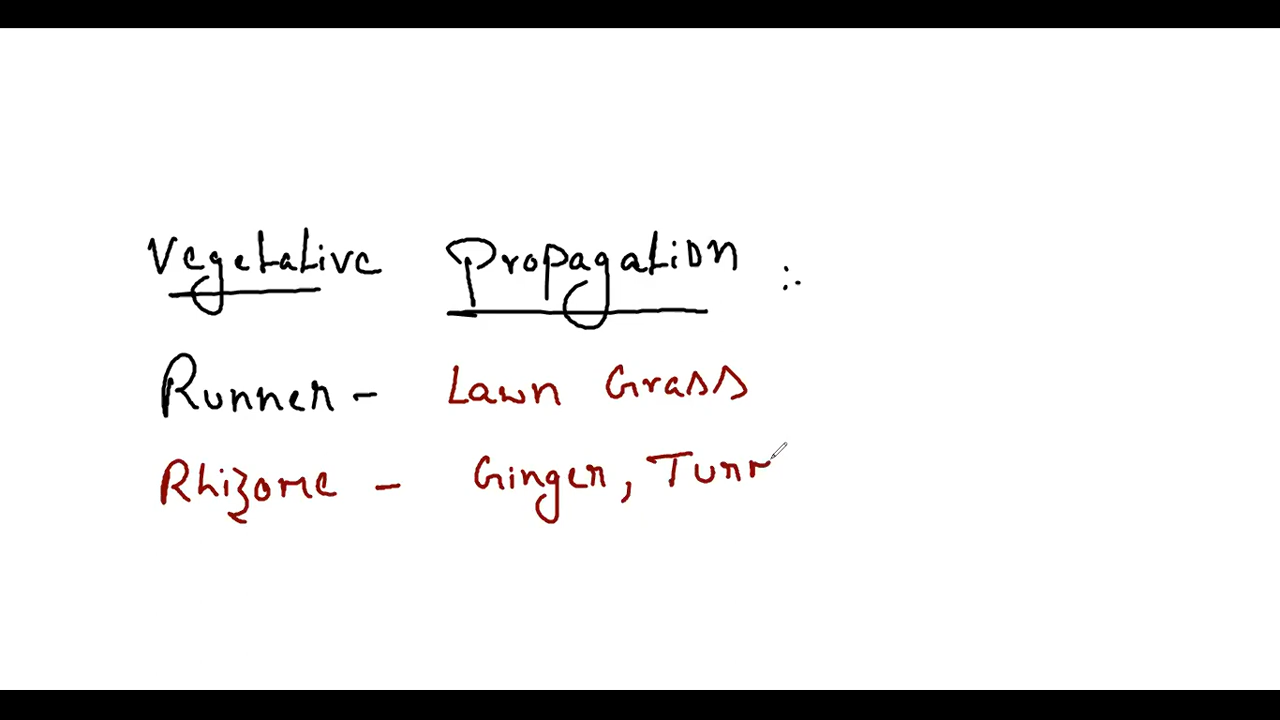 Vegetative Propagation :-
Runner - Lawn Grass
Rhizome - Ginger,